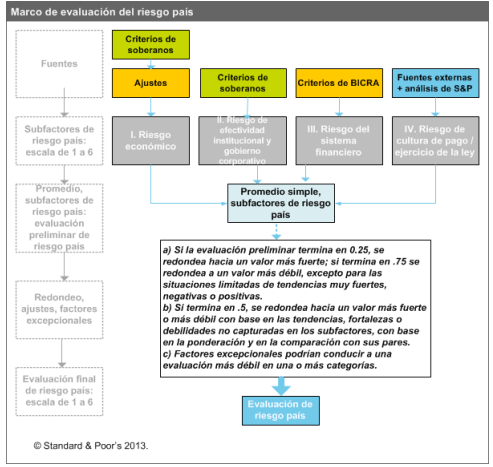 Marco de evaluación del riesgo país
Criterios de
soberanos
Fuentes
Ajustes
Criterios de
soberanos
Criterios de BICRA
Fuentes externas
+ análisis de S&P
Subfactores de
riesgo país:
escala de 1 a 6
I. Riesgo
económico
II. Riesgo de
efectividad
institucional y
gobierno
corporativo
III. Riesgo del
sistema
financiero
IV. Riesgo de
cultura de pago /
ejercicio de la ley
Promedio,
subfactores de
riesgo país:
evaluación
preliminar de
riesgo país
Promedio simple,
subfactores de riesgo
país
Redondeo,
ajustes, factores
excepcionales
a) Si la evaluación preliminar termina en 0.25, se
redondea hacia un valor más fuerte; si termina en .75 se
redondea a un valor más débil, excepto para las
situaciones limitadas de tendencias muy fuertes,
negativas o positivas.
b) Si termina en .5, se redondea hacia un valor más fuerte
o más débil con base en las tendencias, fortalezas o
debilidades no capturadas en los subfactores, con base
en la ponderación y en la comparación con sus pares.
c) Factores excepcionales podrían conducir a una
evaluación más débil en una o más categorías.
Evaluación final
de riesgo país:
escala de 1 a 6
Evaluación de
riesgo país
© Standard & Poor's 2013.